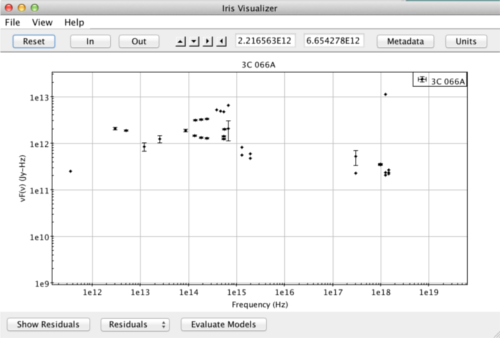 Iris Visualizer
File View Help
Reset In Out 2.216563E12 6.654278E12 Metadata Units
3C 066A
3C 066A
1e13
1e12
1e11
1e10
1e9
νF(ν) (Jy-Hz)
1e12 1e13 1e14 1e15 1e16 1e17 1e18 1e19
Frequency (Hz)
Show Residuals Residuals Evaluate Models